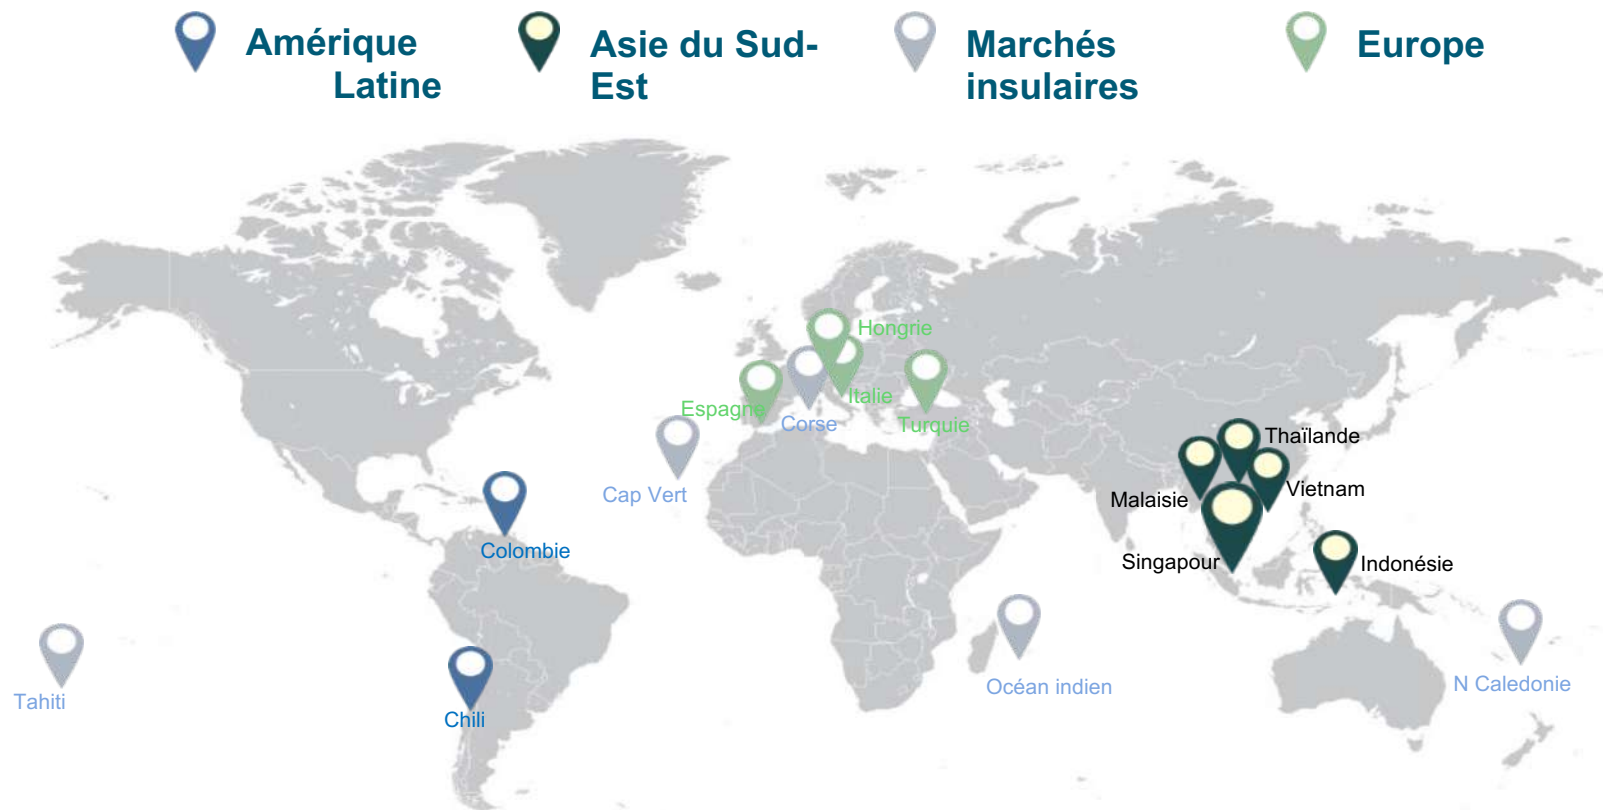 Amérique
Latine
Asie du Sud-
Est
Marchés
insulaires
Europe
Hongrie
Italie
Espagne
Corse
Turquie
Cap Vert
Thaïlande
Malaisie
Vietnam
Singapour
Indonésie
Colombie
Tahiti
Chili
Océan indien
N Caledonie